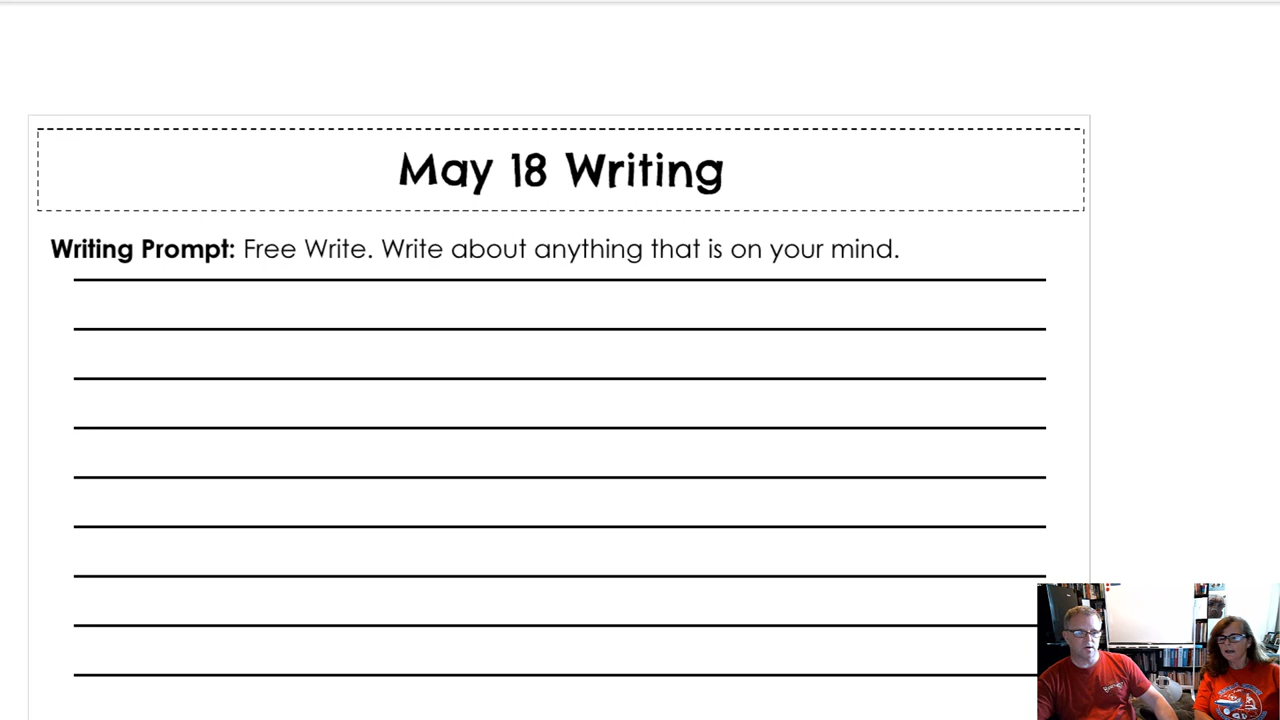 May 18 Writing
Writing Prompt: Free Write. Write about anything that is on your mind.